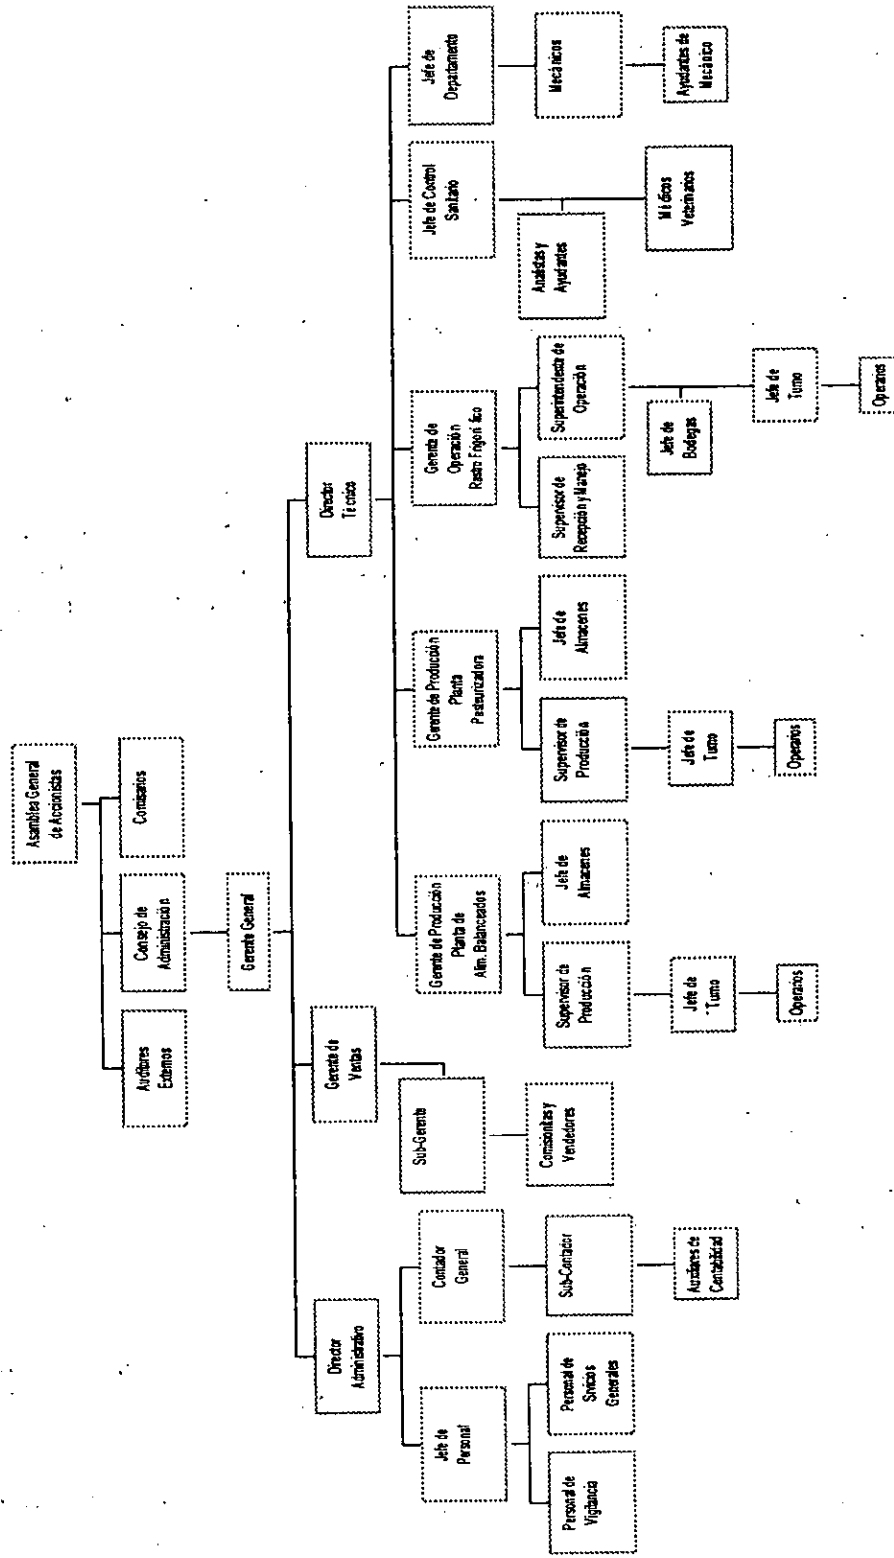 Asamblea General
de Accionistas
Auditores
Externos
Consejo de
Administración
Comisarios
Gerente General
Director
Administrativo
Gerente de
Ventas
Director
Técnico
Jefe de
Personal
Contador
General
Sub-Gerente
Gerente de Producción
Planta de
Alim. Balanceados
Gerente de Producción
Planta
Pasteurizadora
Gerente de
Operación
Rastro Frigorífico
Jefe de Control
Sanitario
Jefe de
Departamento
Personal de
Vigilancia
Personal de
Srvicios
Generales
Sub-Contador
Comisionitas y
Vendedores
Supervisor de
Producción
Jefe de
Almacenes
Supervisor de
Producción
Jefe de
Almacenes
Supervisor de
Recepción y Manejo
Superintendesta de
Operación
Analistas y
Ayudantes
Mecánicos
Auxiliares de
Contabilidad
Jefe de
Turno
Jefe de
Turno
Jefe de
Bodegas
Médicos
Veterinarios
Ayudantes de
Mecánico
Jefe de
Turno
Operarios
Operarios
Operarios